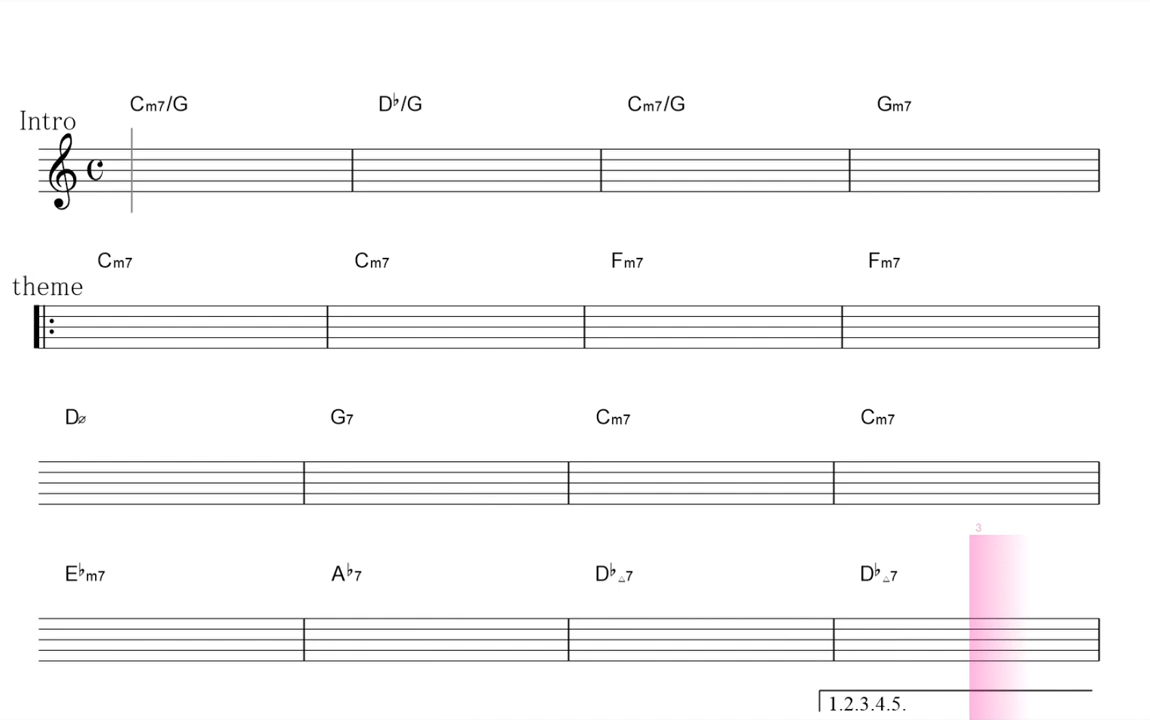 Cm7/G D♭/G Cm7/G Gm7
Intro
Cm7 Cm7 Fm7 Fm7
theme
Dø G7 Cm7 Cm7
3
E♭m7 A♭7 D♭△7 D♭△7
1.2.3.4.5.